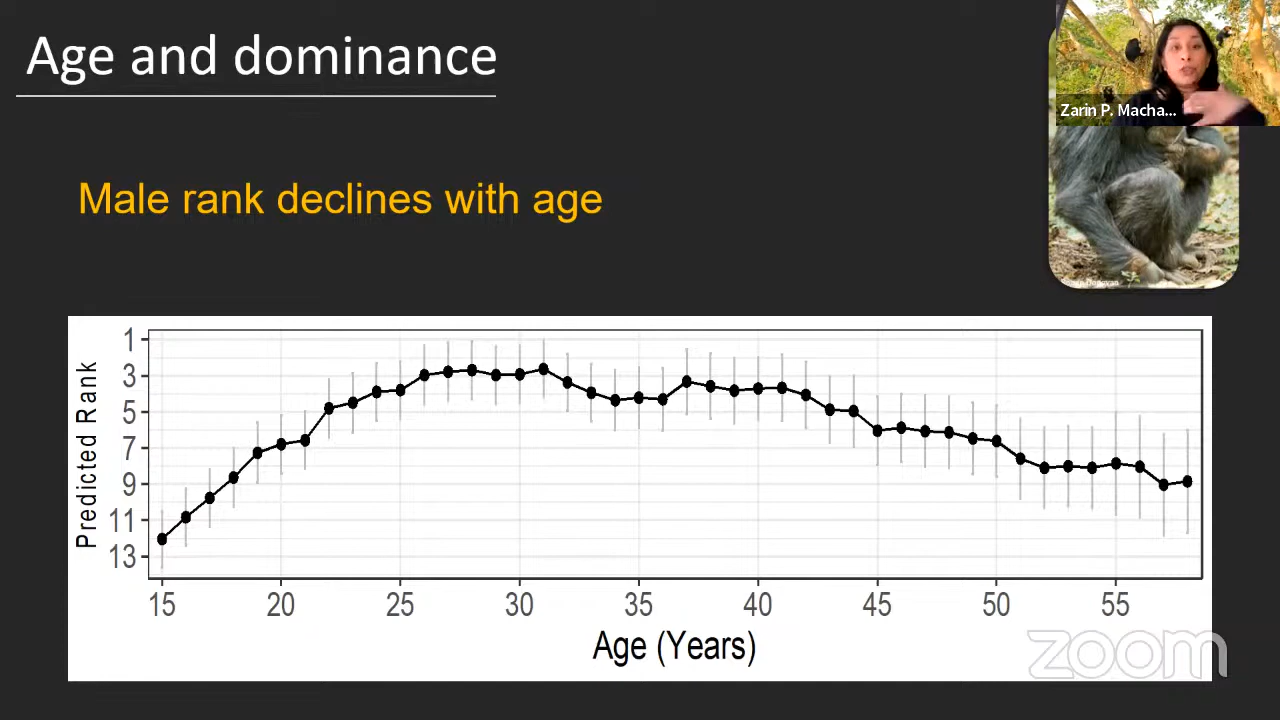 Age and dominance
Zarin P. Macha...
Male rank declines with age
Predicted Rank
1
3
5
7
9
11
13
15 20 25 30 35 40 45 50 55
Age (Years)
zoom